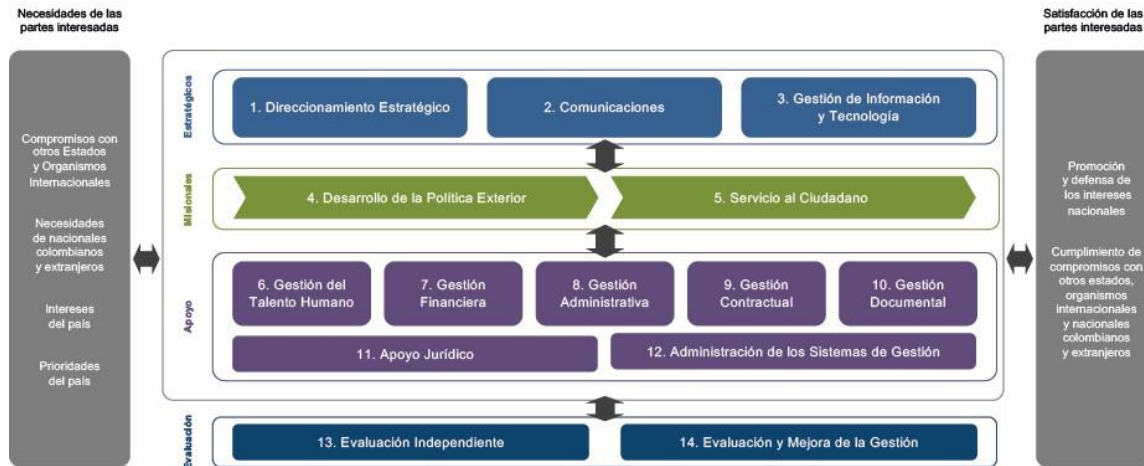 Necesidades de las
partes interesadas
Compromisos con
otros Estados
y Organismos
Internacionales
Necesidades
de nacionales
colombianos
y extranjeros
Intereses
del país
Prioridades
del país
Estratégicos
1. Direccionamiento Estratégico
2. Comunicaciones
3. Gestión de Información
y Tecnología
Misionales
4. Desarrollo de la Política Exterior
5. Servicio al Ciudadano
Apoyo
6. Gestión del
Talento Humano
7. Gestión
Financiera
8. Gestión
Administrativa
9. Gestión
Contractual
10. Gestión
Documental
11. Apoyo Jurídico
12. Administración de los Sistemas de Gestión
Evaluación
13. Evaluación Independiente
14. Evaluación y Mejora de la Gestión
Satisfacción de las
partes interesadas
Promoción
y defensa de
los intereses
nacionales
Cumplimiento de
compromisos con
otros estados,
organismos
internacionales
y nacionales
colombianos
y extranjeros